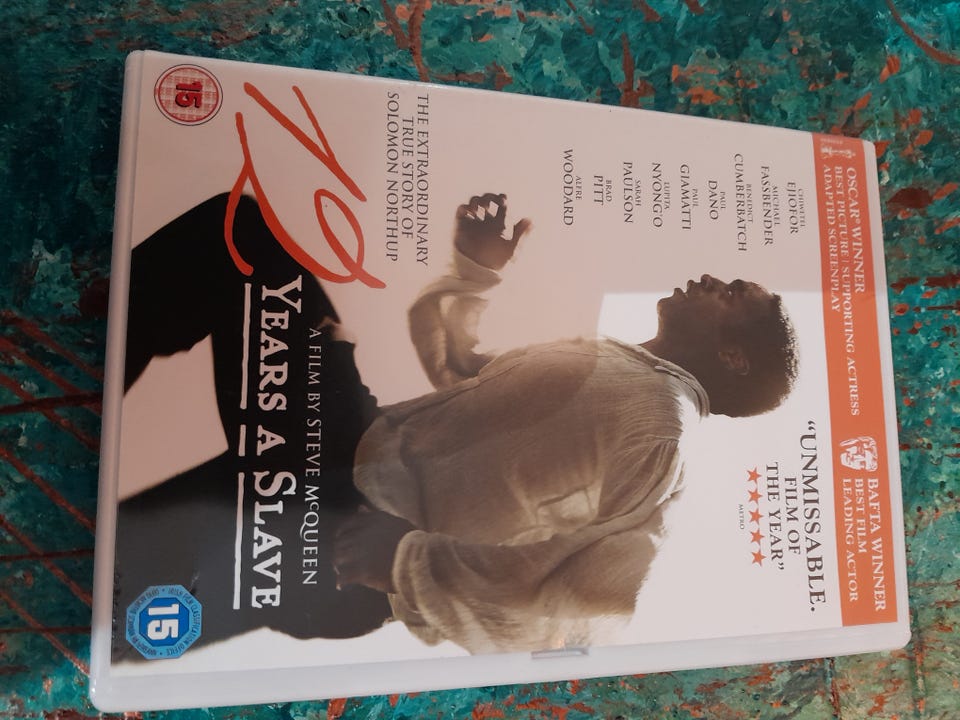 OSCAR® WINNER
BEST PICTURE | SUPPORTING ACTRESS
ADAPTED SCREENPLAY
BAFTA WINNER
BEST FILM
LEADING ACTOR
"UNMISSABLE.
FILM OF
THE YEAR"
★★★★★
METRO
CHIWETEL
EJIOFOR
MICHAEL
FASSBENDER
BENEDICT
CUMBERBATCH
PAUL
DANO
PAUL
GIAMATTI
LUPITA
NYONG'O
SARAH
PAULSON
BRAD
PITT
ALFRE
WOODARD
THE EXTRAORDINARY
TRUE STORY OF
SOLOMON NORTHUP
A FILM BY STEVE McQUEEN
12
YEARS A SLAVE
15
15